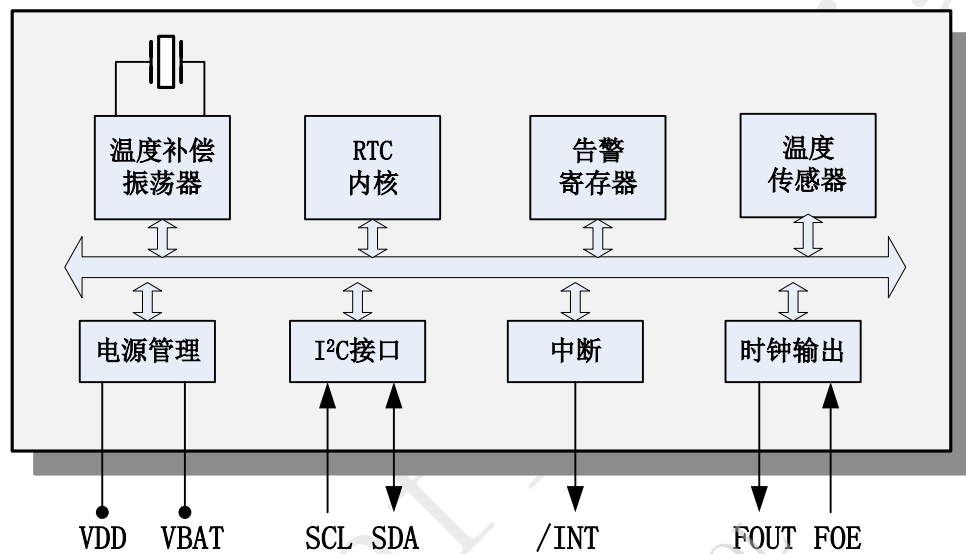 温度补偿
振荡器
RTC
内核
告警
寄存器
温度
传感器
电源管理
I²C接口
中断
时钟输出
VDD
VBAT
SCL
SDA
/INT
FOUT
FOE